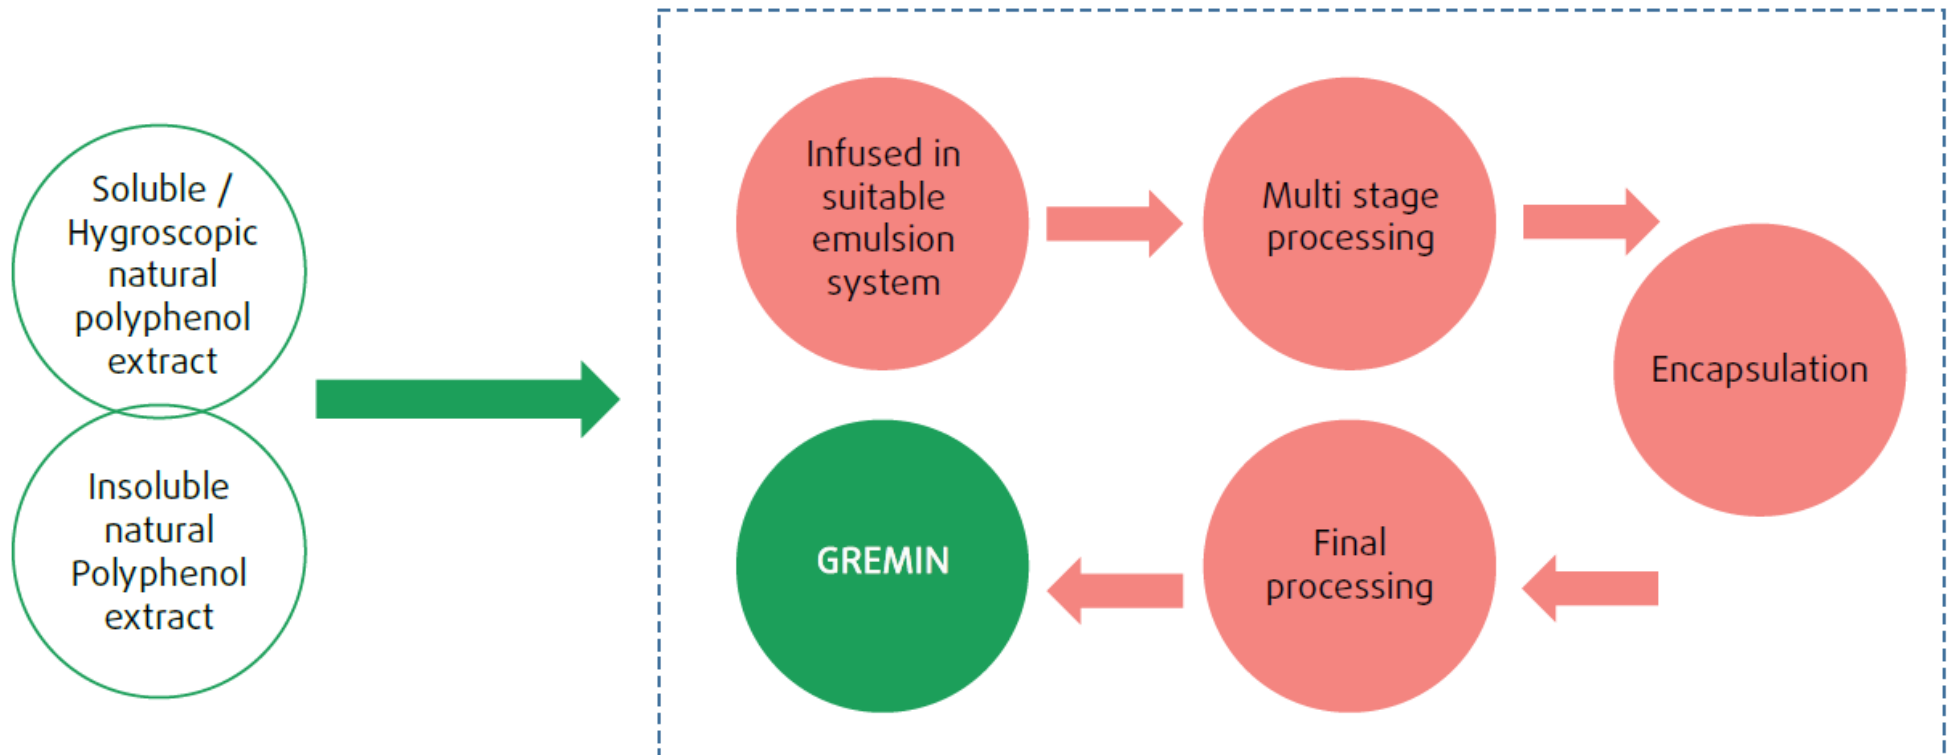 Soluble /
Hygroscopic
natural
polyphenol
extract
Insoluble
natural
Polyphenol
extract
Infused in
suitable
emulsion
system
Multi stage
processing
Encapsulation
Final
processing
GREMIN